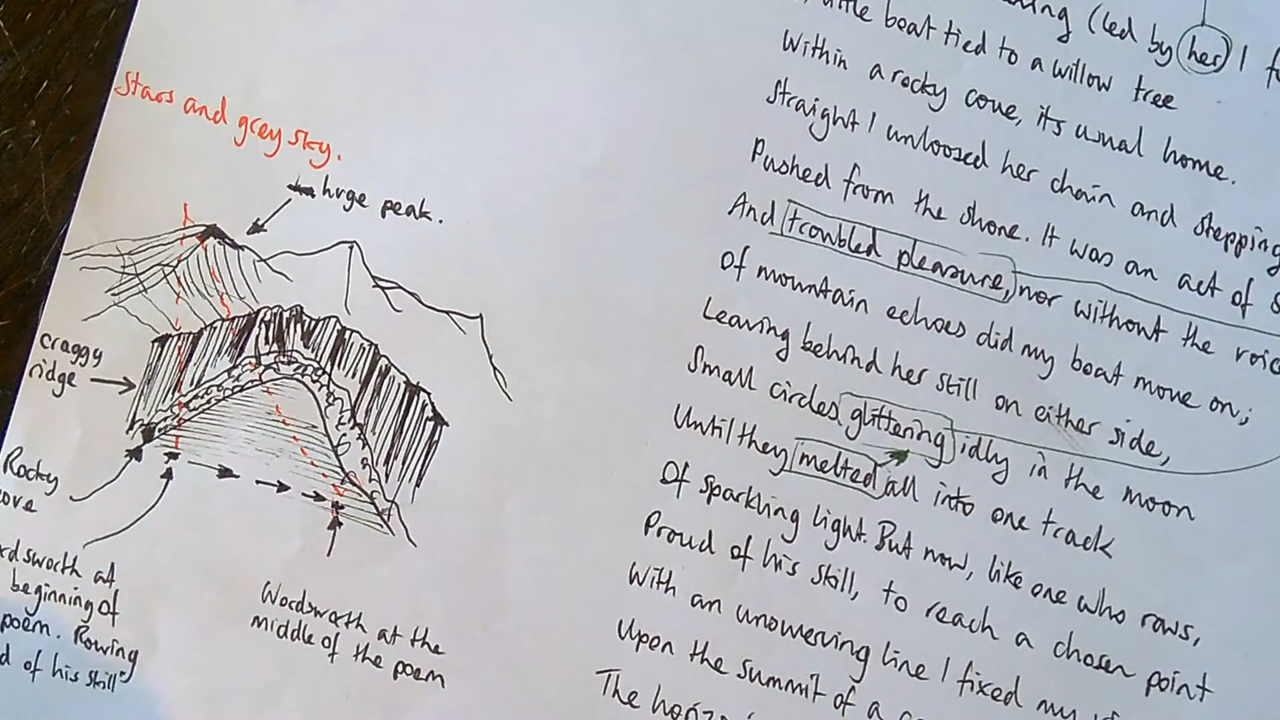 Stars and grey sky.
huge peak.
craggy
ridge
Rocky
ove
rdsworth at
beginning of
poem. Rowing
d of his skill"
Wordsworth at the
middle of the poem
(led by her) I
little boat tied to a willow tree
Within a rocky cove, its usual home.
Straight I unloosed her chain and stepping
Pushed from the shore. It was an act of s
And troubled pleasure, nor without the voic
Of mountain echoes did my boat move on;
Leaving behind her still on either side,
Small circles glittering idly in the moon
Until they melted all into one track
Of sparkling light. But now, like one who rows,
Proud of his skill, to reach a chosen point
With an unswerving line I fixed my
Upon the summit of a
The